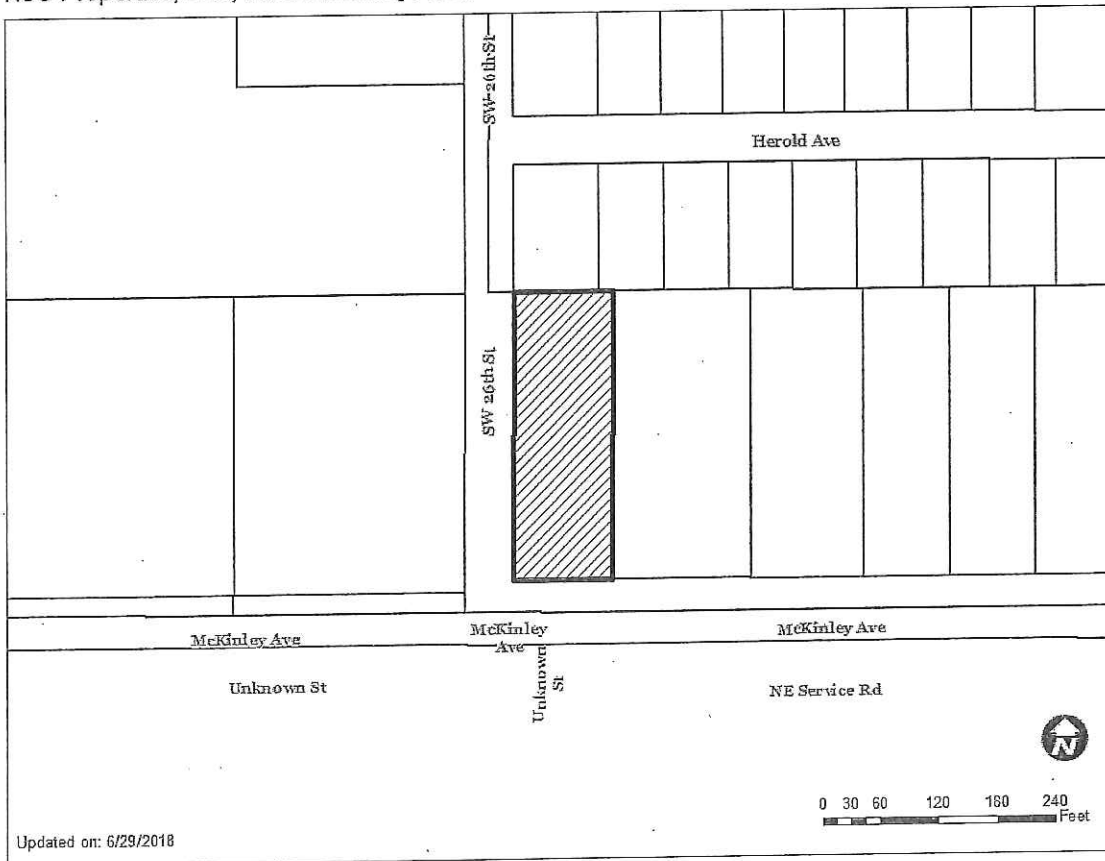 SW 26th St
Herold Ave
SW 26th St
McKinley Ave
McKinley
Ave
McKinley Ave
Unknown St
Unknown
St
NE Service Rd
N
0 30 60 120 180 240
Feet
Updated on: 6/29/2018